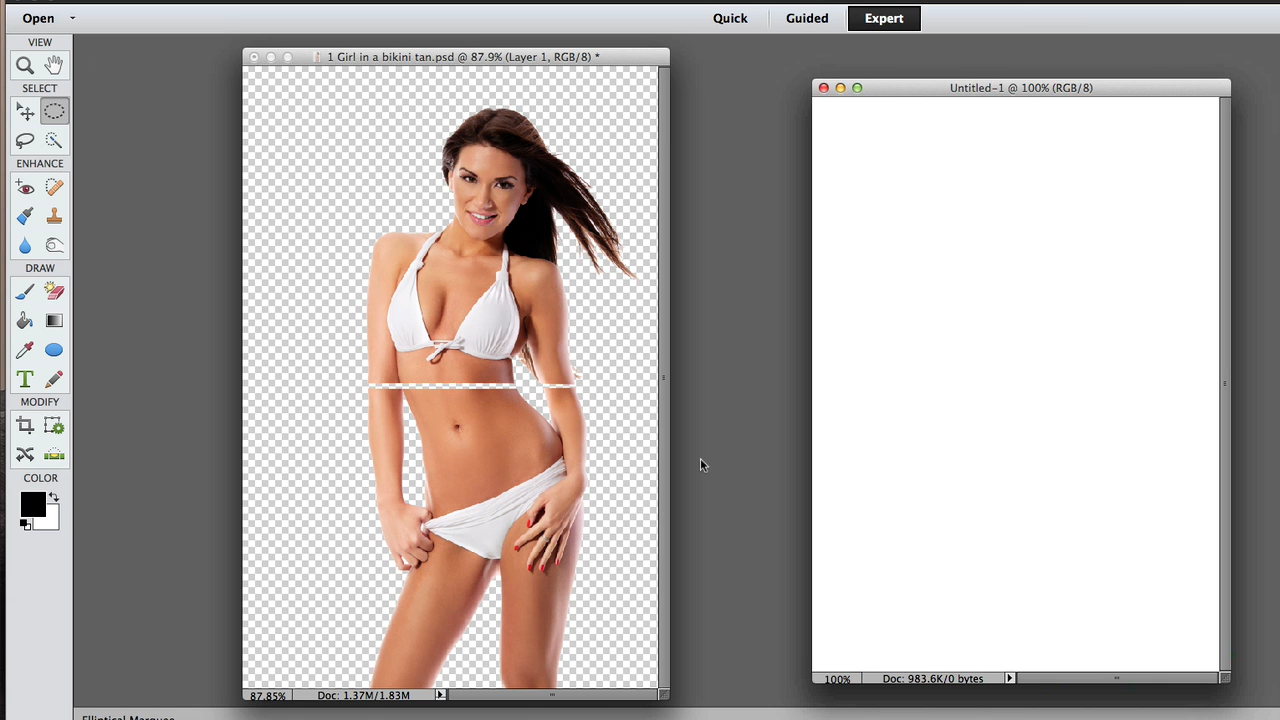 Open
Quick
Guided
Expert
VIEW
SELECT
ENHANCE
DRAW
T
MODIFY
COLOR
1 Girl in a bikini tan.psd @ 87.9% (Layer 1, RGB/8) *
87.85%
Doc: 1.37M/1.83M
Untitled-1 @ 100% (RGB/8)
100%
Doc: 983.6K/0 bytes
Elliptical Marquee